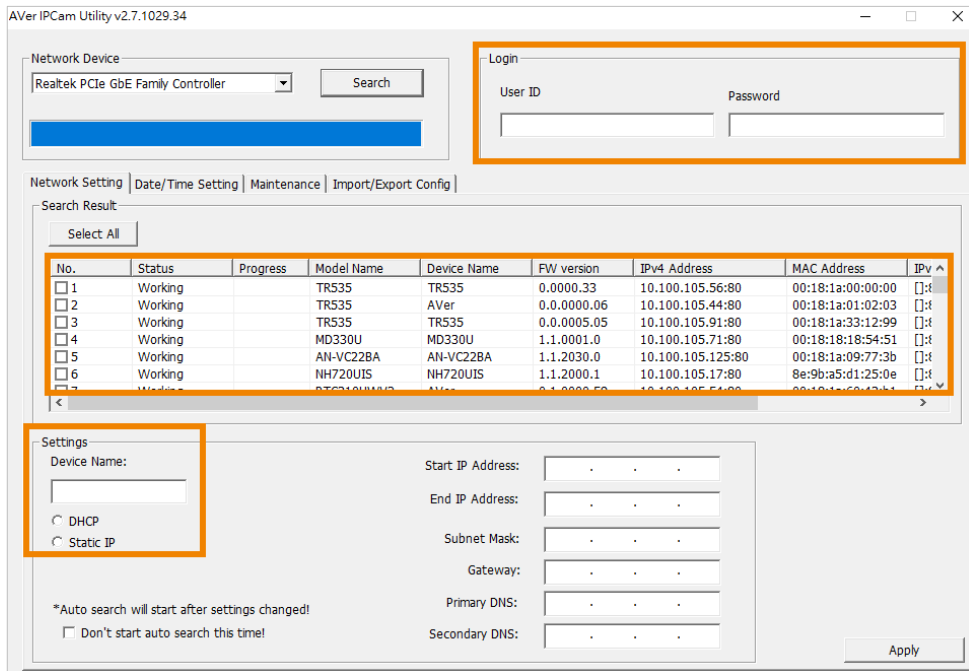 AVer IPCam Utility v2.7.1029.34
Network Device
Realtek PCIe GbE Family Controller
Search
Login
User ID
Password
Network Setting Date/Time Setting Maintenance Import/Export Config
Search Result
Select All
No. Status Progress Model Name Device Name FW version IPv4 Address MAC Address IPv
1 Working TR535 TR535 0.0000.33 10.100.105.56:80 00:18:1a:00:00:00 []:8
2 Working TR535 AVer 0.0.0000.06 10.100.105.44:80 00:18:1a:01:02:03 []:8
3 Working TR535 TR535 0.0.0005.05 10.100.105.91:80 00:18:1a:33:12:99 []:8
4 Working MD330U MD330U 1.1.0001.0 10.100.105.71:80 00:18:18:18:54:51 []:8
5 Working AN-VC22BA AN-VC22BA 1.1.2030.0 10.100.105.125:80 00:18:1a:09:77:3b []:8
6 Working NH720UIS NH720UIS 1.1.2000.1 10.100.105.17:80 8e:9b:a5:d1:25:0e []:8
Settings
Device Name:
DHCP
Static IP
Start IP Address:
End IP Address:
Subnet Mask:
Gateway:
Primary DNS:
Secondary DNS:
*Auto search will start after settings changed!
Don't start auto search this time!
Apply